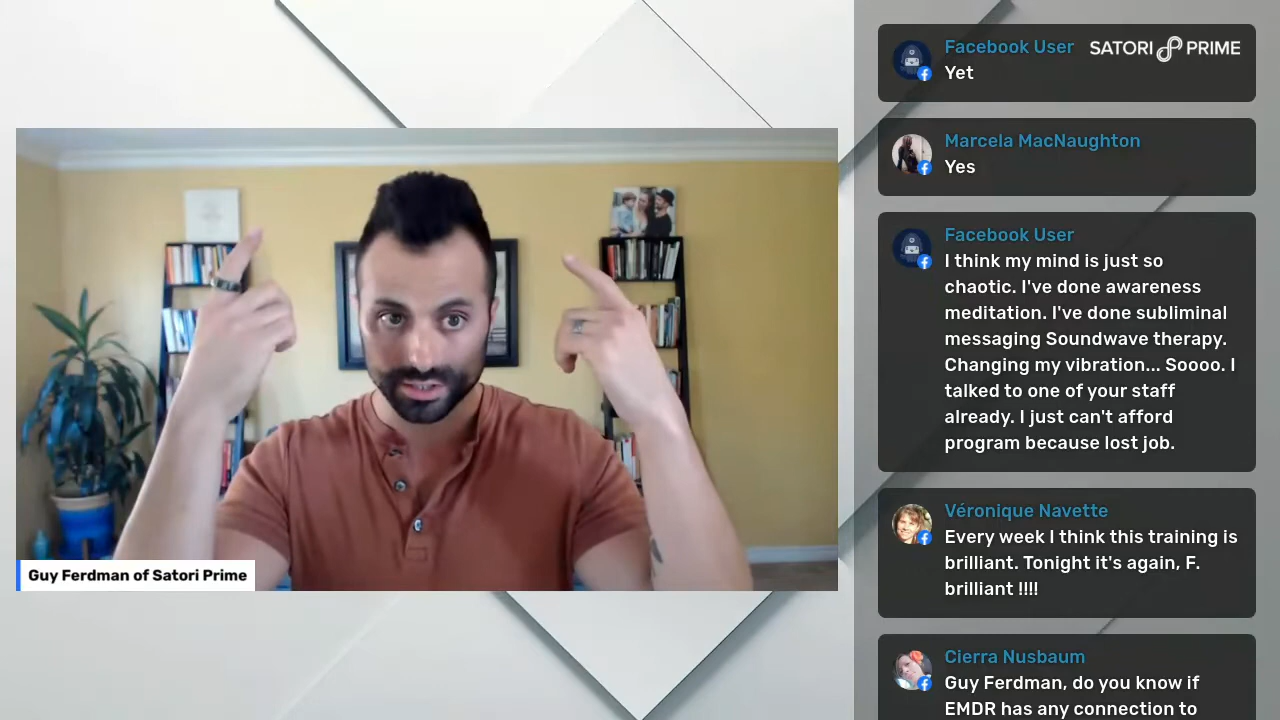 Guy Ferdman of Satori Prime
SATORI PRIME
Facebook User
Yet
Marcela MacNaughton
Yes
Facebook User
I think my mind is just so
chaotic. I've done awareness
meditation. I've done subliminal
messaging Soundwave therapy.
Changing my vibration... Soooo. I
talked to one of your staff
already. I just can't afford
program because lost job.
Véronique Navette
Every week I think this training is
brilliant. Tonight it's again, F.
brilliant !!!!
Cierra Nusbaum
Guy Ferdman, do you know if
EMDR has any connection to